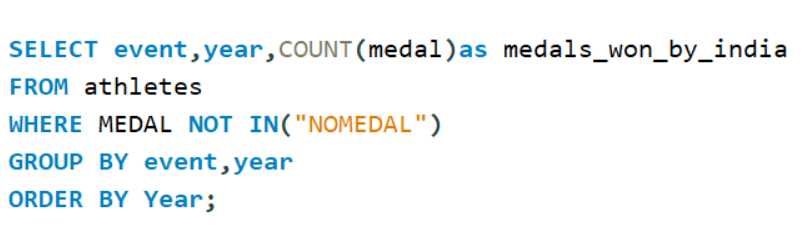 SELECT event,year,COUNT(medal)as medals_won_by_india
FROM athletes
WHERE MEDAL NOT IN("NOMEDAL")
GROUP BY event,year
ORDER BY Year;